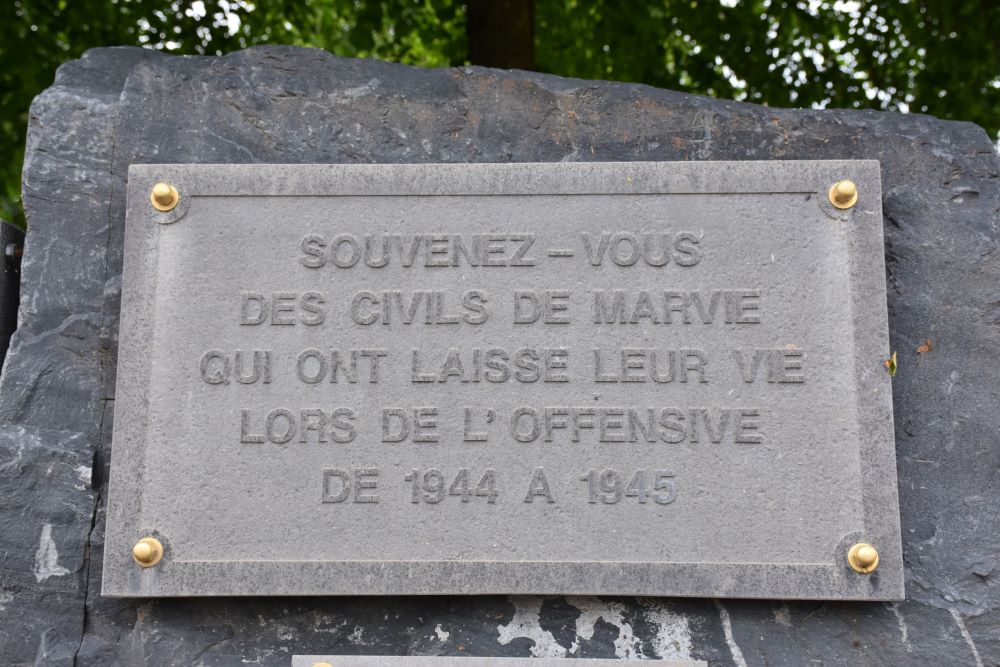 SOUVENEZ – VOUS
DES CIVILS DE MARVIE
QUI ONT LAISSE LEUR VIE
LORS DE L' OFFENSIVE
DE 1944 A 1945